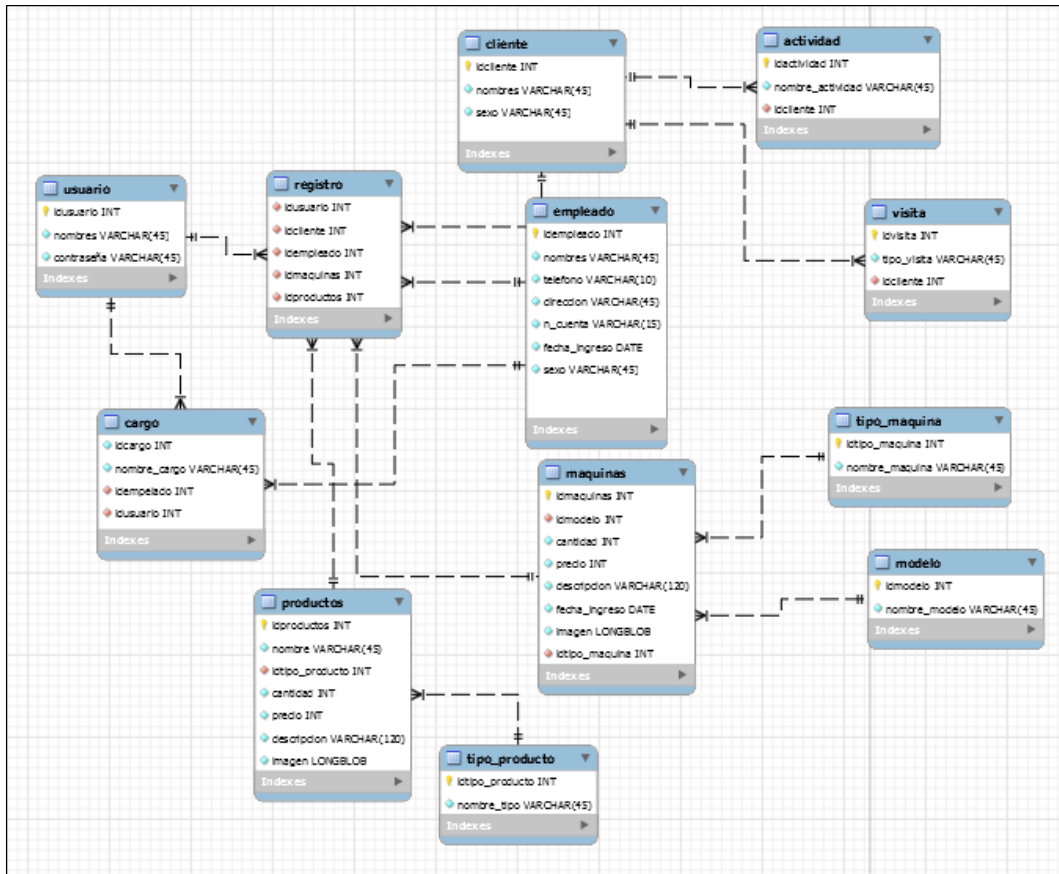 cliente
idcliente INT
nombres VARCHAR(45)
sexo VARCHAR(45)
Indexes
actividad
idactividad INT
nombre_actividad VARCHAR(45)
idcliente INT
Indexes
usuario
idusuario INT
nombres VARCHAR(45)
contraseña VARCHAR(45)
Indexes
registro
idusuario INT
idcliente INT
idempleado INT
idmaquinas INT
idproductos INT
Indexes
empleado
idempleado INT
nombres VARCHAR(45)
telefono VARCHAR(10)
direccion VARCHAR(45)
n_cuenta VARCHAR(15)
fecha_ingreso DATE
sexo VARCHAR(45)
visita
idvisita INT
tipo_visita VARCHAR(45)
idcliente INT
Indexes
cargo
idcargo INT
nombre_cargo VARCHAR(45)
idempelado INT
idusuario INT
Indexes
maquinas
idmaquinas INT
idmodelo INT
cantidad INT
precio INT
descripcion VARCHAR(120)
fecha_ingreso DATE
imagen LONGBLOB
idtipo_maquina INT
Indexes
tipo_maquina
idtipo_maquina INT
nombre_maquina VARCHAR(45)
Indexes
modelo
idmodelo INT
nombre_modelo VARCHAR(45)
Indexes
productos
idproductos INT
nombre VARCHAR(45)
idtipo_producto INT
cantidad INT
precio INT
descripcion VARCHAR(120)
imagen LONGBLOB
Indexes
tipo_producto
idtipo_producto INT
nombre_tipo VARCHAR(45)
Indexes